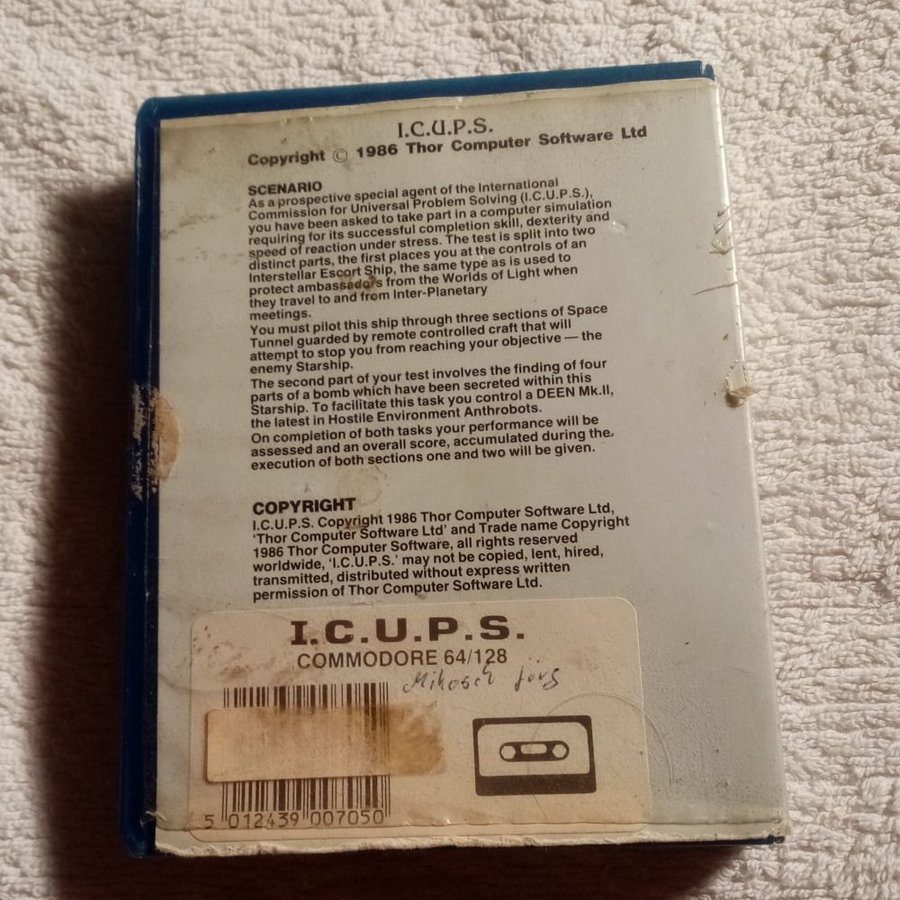 I.C.U.P.S.
Copyright © 1986 Thor Computer Software Ltd
SCENARIO
As a prospective special agent of the International
Commission for Universal Problem Solving (I.C.U.P.S.),
you have been asked to take part in a computer simulation
requiring for its successful completion skill, dexterity and
speed of reaction under stress. The test is split into two
distinct parts, the first places you at the controls of an
Interstellar Escort Ship, the same type as is used to
protect ambassadors from the Worlds of Light when
they travel to and from Inter-Planetary
meetings.
You must pilot this ship through three sections of Space
Tunnel guarded by remote controlled craft that will
attempt to stop you from reaching your objective — the
enemy Starship.
The second part of your test involves the finding of four
parts of a bomb which have been secreted within this
Starship. To facilitate this task you control a DEEN Mk.II,
the latest in Hostile Environment Anthrobots.
On completion of both tasks your performance will be
assessed and an overall score, accumulated during the
execution of both sections one and two will be given.
COPYRIGHT
I.C.U.P.S. Copyright 1986 Thor Computer Software Ltd,
'Thor Computer Software Ltd' and Trade name Copyright
1986 Thor Computer Software, all rights reserved
worldwide, 'I.C.U.P.S.' may not be copied, lent, hired,
transmitted, distributed without express written
permission of Thor Computer Software Ltd.
I.C.U.P.S.
COMMODORE 64/128
5 012439 007050